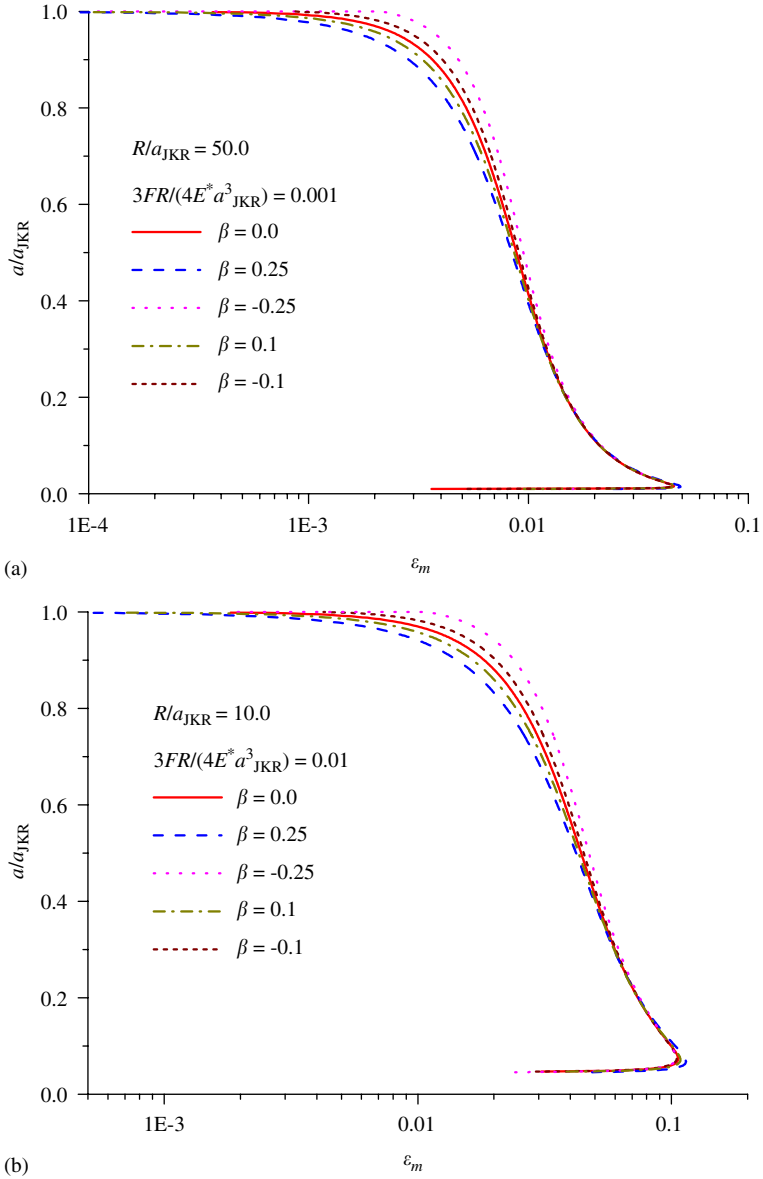 1.0
0.8
0.6
0.4
0.2
0.0
a/a_JKR
R/a_JKR = 50.0
3FR/(4E*a³_JKR) = 0.001
β = 0.0
β = 0.25
β = -0.25
β = 0.1
β = -0.1
1E-4 1E-3 0.01 0.1
ε_m
(a)
1.0
0.8
0.6
0.4
0.2
0.0
a/a_JKR
R/a_JKR = 10.0
3FR/(4E*a³_JKR) = 0.01
β = 0.0
β = 0.25
β = -0.25
β = 0.1
β = -0.1
1E-3 0.01 0.1
ε_m
(b)